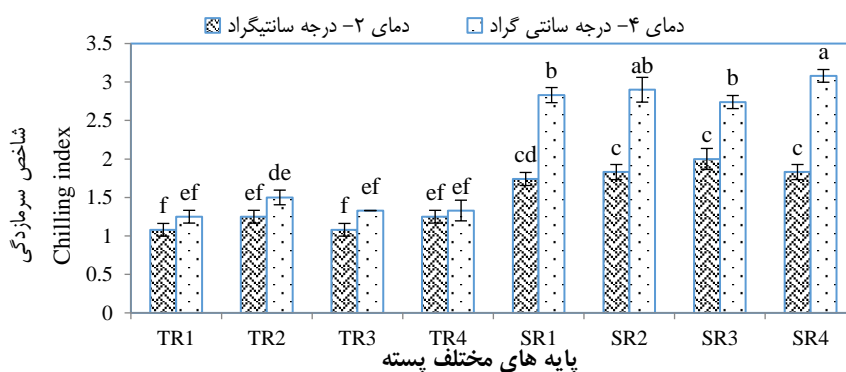 دمای ۲- درجه سانتیگراد دمای ۴- درجه سانتی گراد
شاخص سرمازدگی
Chilling index
3.5
3
2.5
2
1.5
1
0.5
0
f ef ef de f ef ef ef cd b c ab c b c a
TR1 TR2 TR3 TR4 SR1 SR2 SR3 SR4
پایه های مختلف پسته